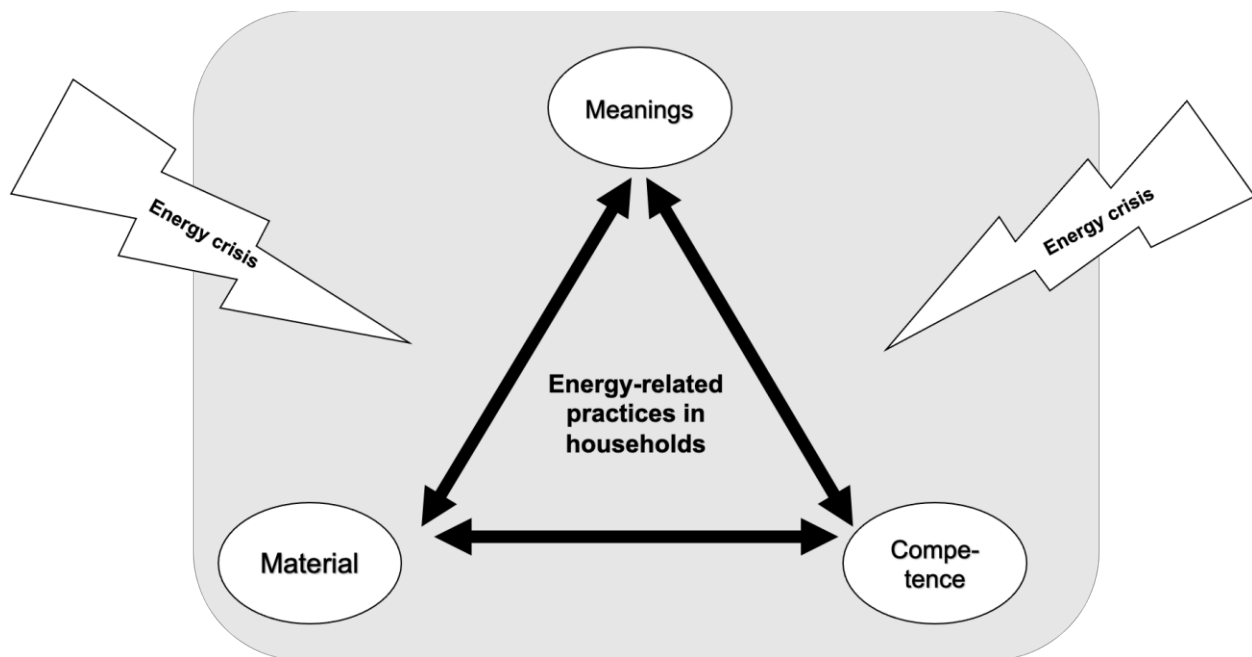 Meanings
Energy crisis
Energy crisis
Energy-related
practices in
households
Material
Compe-
tence